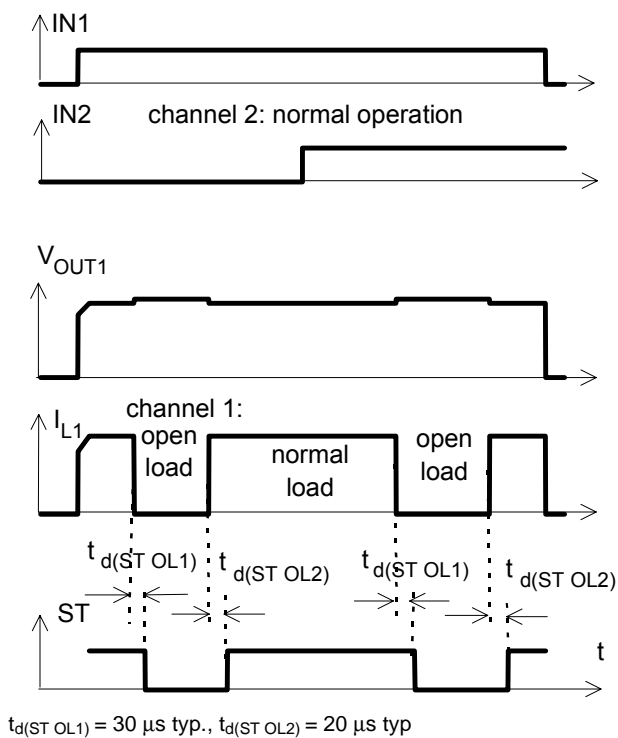 IN1
IN2 channel 2: normal operation
VOUT1
IL1
channel 1:
open
load
normal
load
open
load
td(ST OL1)
td(ST OL2)
td(ST OL1)
td(ST OL2)
ST
t
td(ST OL1) = 30 µs typ., td(ST OL2) = 20 µs typ